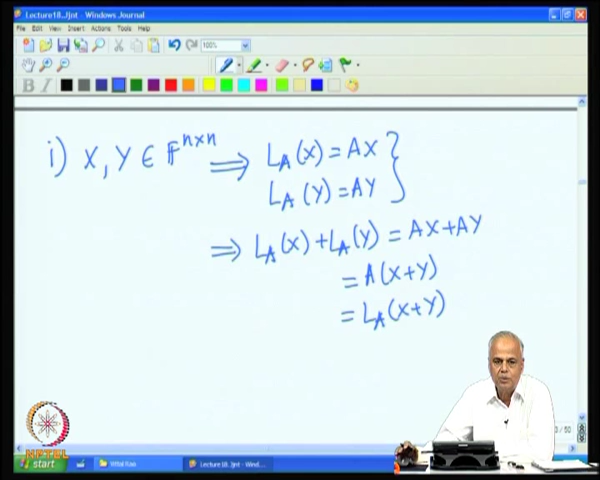 Lecture18.Jnt - Windows Journal
File Edit View Insert Actions Tools Help
100%
B I
i) X, Y ∈ F^{n×n} ⟹ L_A(X) = AX }
L_A(Y) = AY
⟹ L_A(X) + L_A(Y) = AX + AY
= A(X+Y)
= L_A(X+Y)
NPTEL
start
Lecture18.Jnt - Wind...